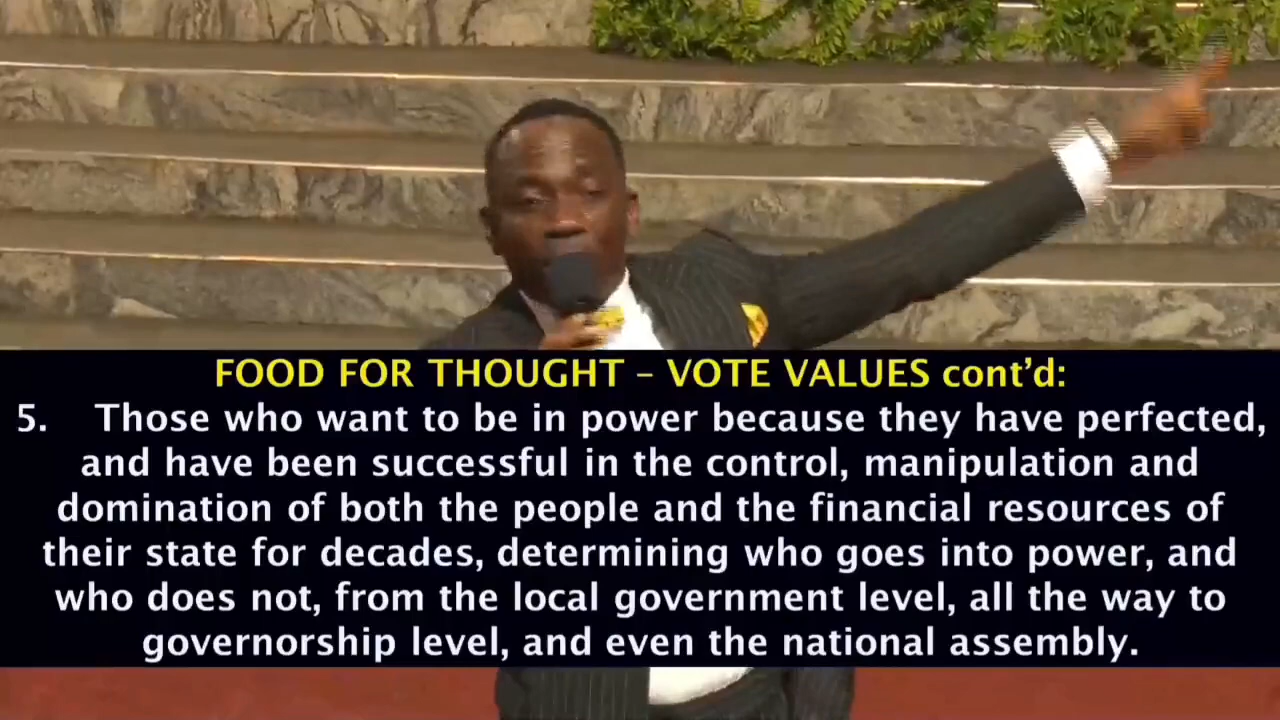 FOOD FOR THOUGHT – VOTE VALUES cont’d:
5. Those who want to be in power because they have perfected,
and have been successful in the control, manipulation and
domination of both the people and the financial resources of
their state for decades, determining who goes into power, and
who does not, from the local government level, all the way to
governorship level, and even the national assembly.